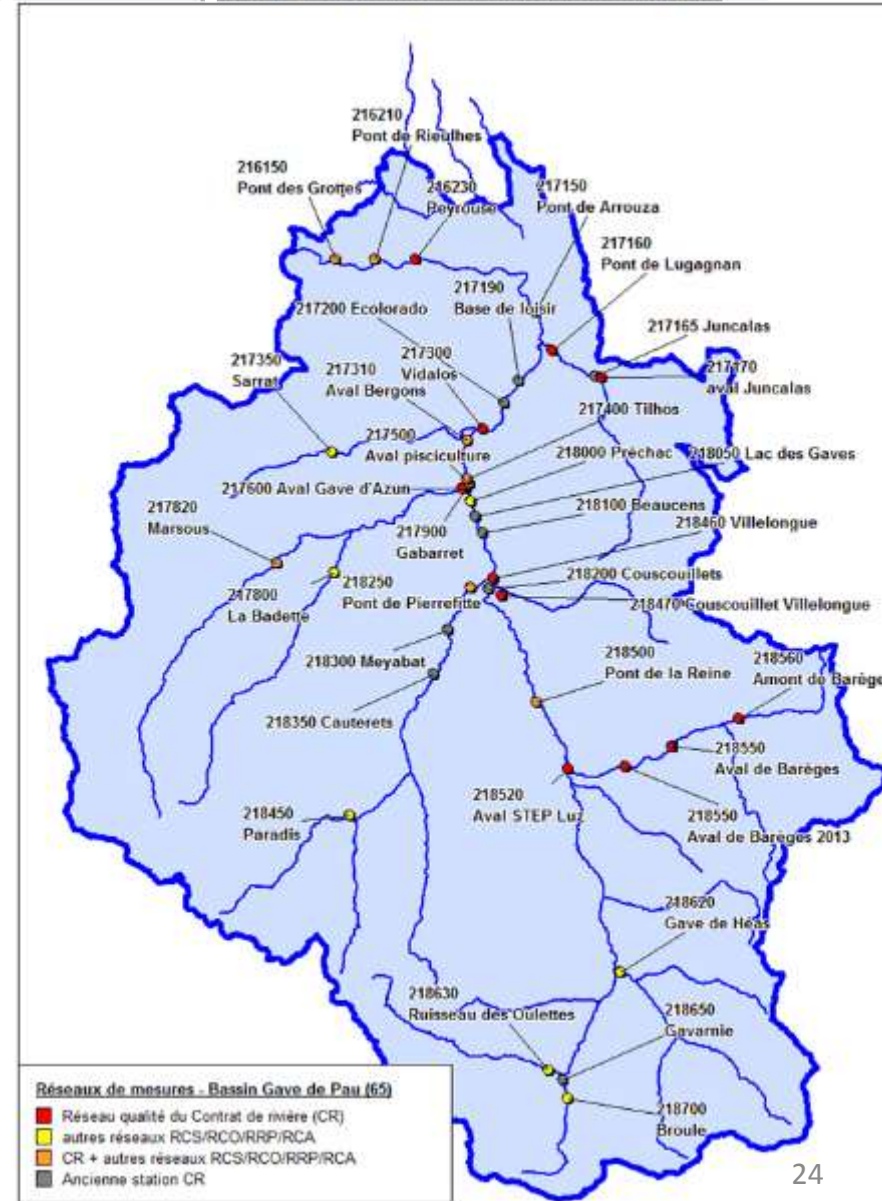 216210
Pont de Rieulhes
216150
Pont des Grottes
216230
Peyrouse
217150
Pont de Arrouza
217160
Pont de Lugagnan
217190
Base de loisir
217200 Ecolorado
217165 Juncalas
217170
aval Juncalas
217350
Sarrat
217310
Aval Bergons
217300
Vidalos
217400 Tilhos
217500
Aval pisciculture
218000 Préchac
218050 Lac des Gaves
217600 Aval Gave d'Azun
218100 Beaucens
217820
Marsous
217900
Gabarret
218460 Villelongue
218200 Couscouillets
217800
La Badette
218250
Pont de Pierrefitte
218470 Couscouillet Villelongue
218300 Meyabat
218500
Pont de la Reine
218560
Amont de Barège
218350 Cauterets
218550
Aval de Barèges
218520
Aval STEP Luz
218550
Aval de Barèges 2013
218450
Paradis
218620
Gave de Héas
218630
Ruisseau des Oulettes
218650
Gavarnie
218700
Broule
Réseaux de mesures - Bassin Gave de Pau (65)
Réseau qualité du Contrat de rivière (CR)
autres réseaux RCS/RCO/RRP/RCA
CR + autres réseaux RCS/RCO/RRP/RCA
Ancienne station CR
24